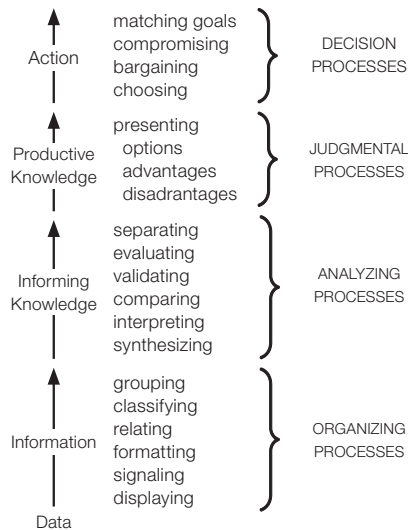 matching goals
compromising
bargaining
choosing
Action
DECISION
PROCESSES
presenting
options
advantages
disadrantages
Productive
Knowledge
JUDGMENTAL
PROCESSES
separating
evaluating
validating
comparing
interpreting
synthesizing
Informing
Knowledge
ANALYZING
PROCESSES
grouping
classifying
relating
formatting
signaling
displaying
Information
ORGANIZING
PROCESSES
Data